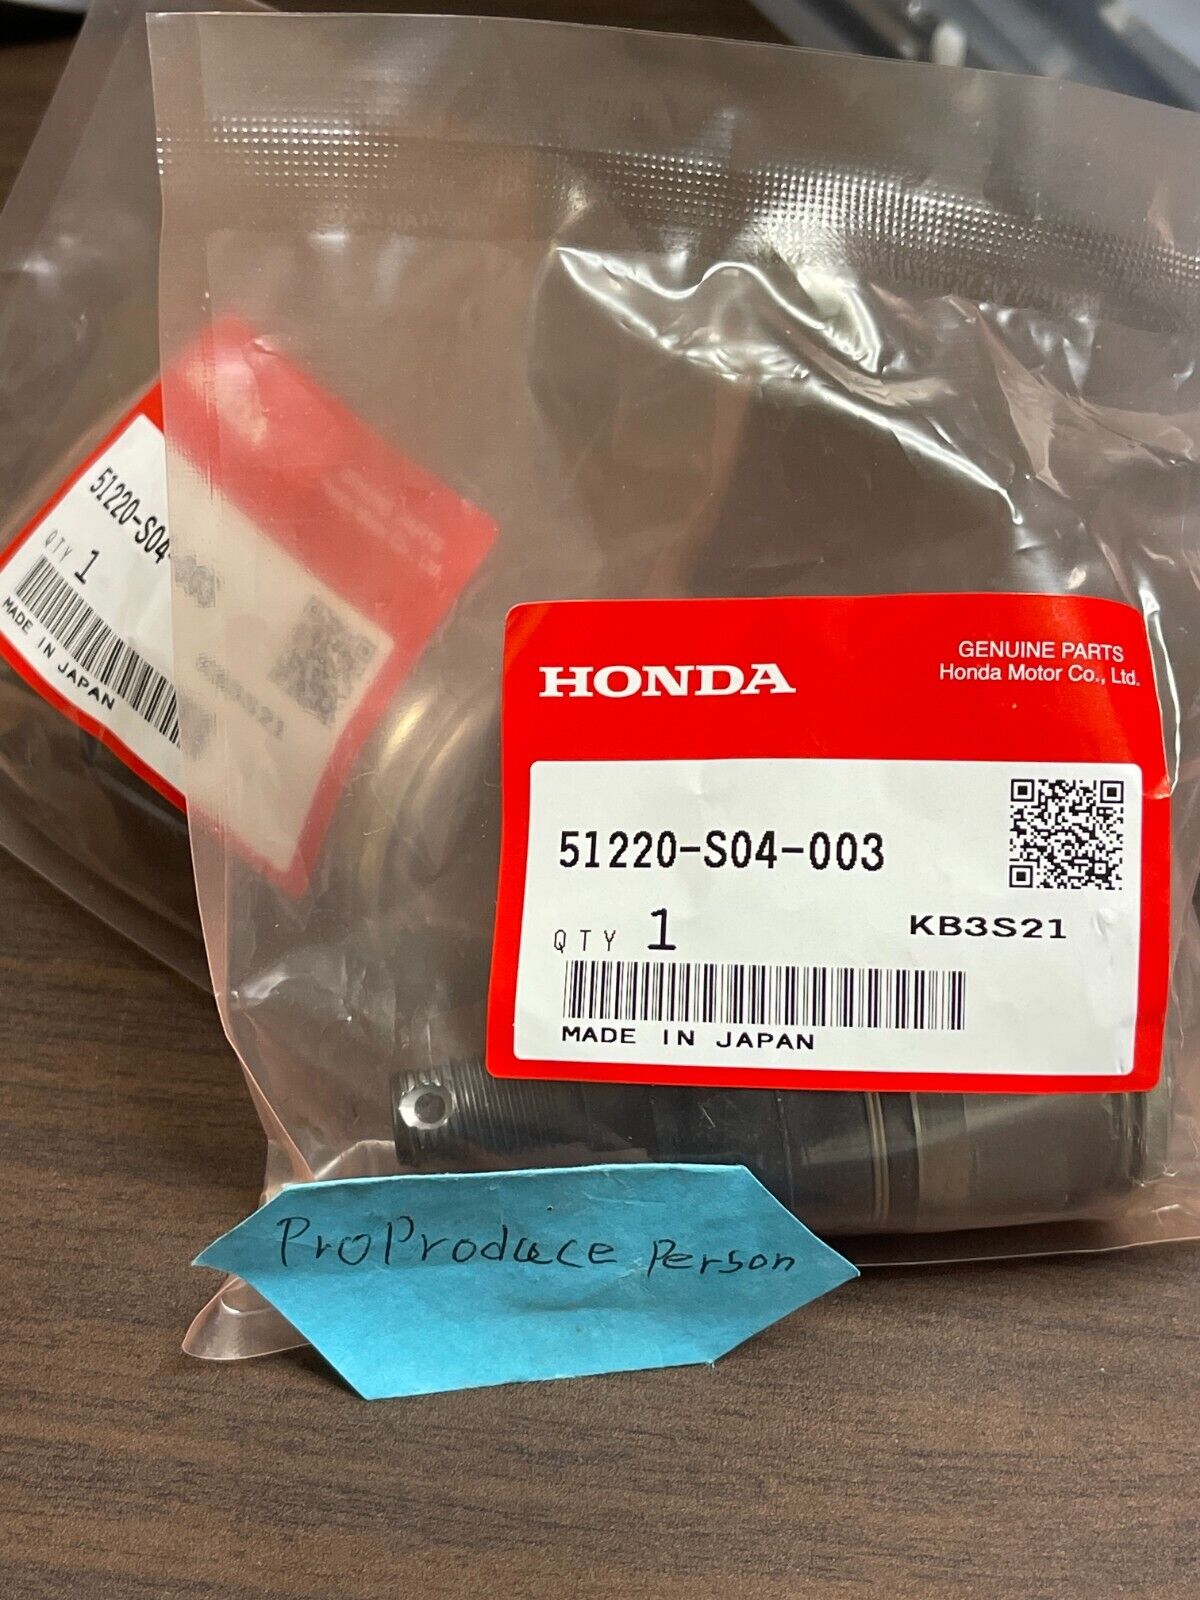 51220-S04-003
QTY 1
MADE IN JAPAN
HONDA
GENUINE PARTS
Honda Motor Co., Ltd.
51220-S04-003
QTY 1
KB3S21
MADE IN JAPAN
ProProduce Person